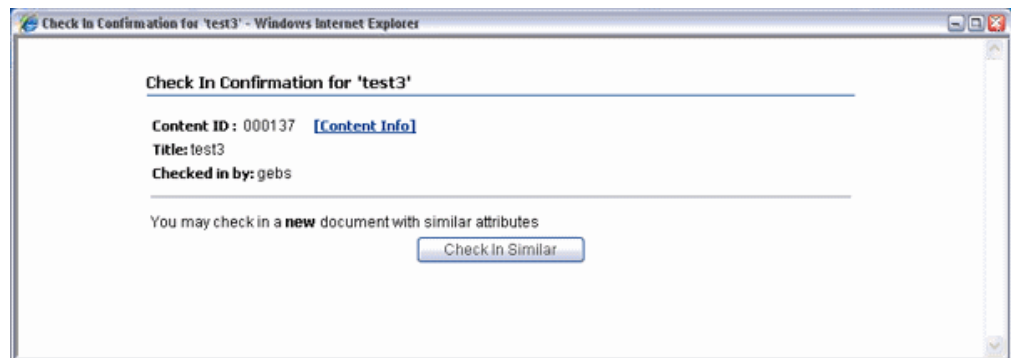 Check In Confirmation for 'test3' - Windows Internet Explorer
Check In Confirmation for 'test3'
Content ID : 000137 [Content Info]
Title: test3
Checked in by: gebs
You may check in a new document with similar attributes
Check In Similar